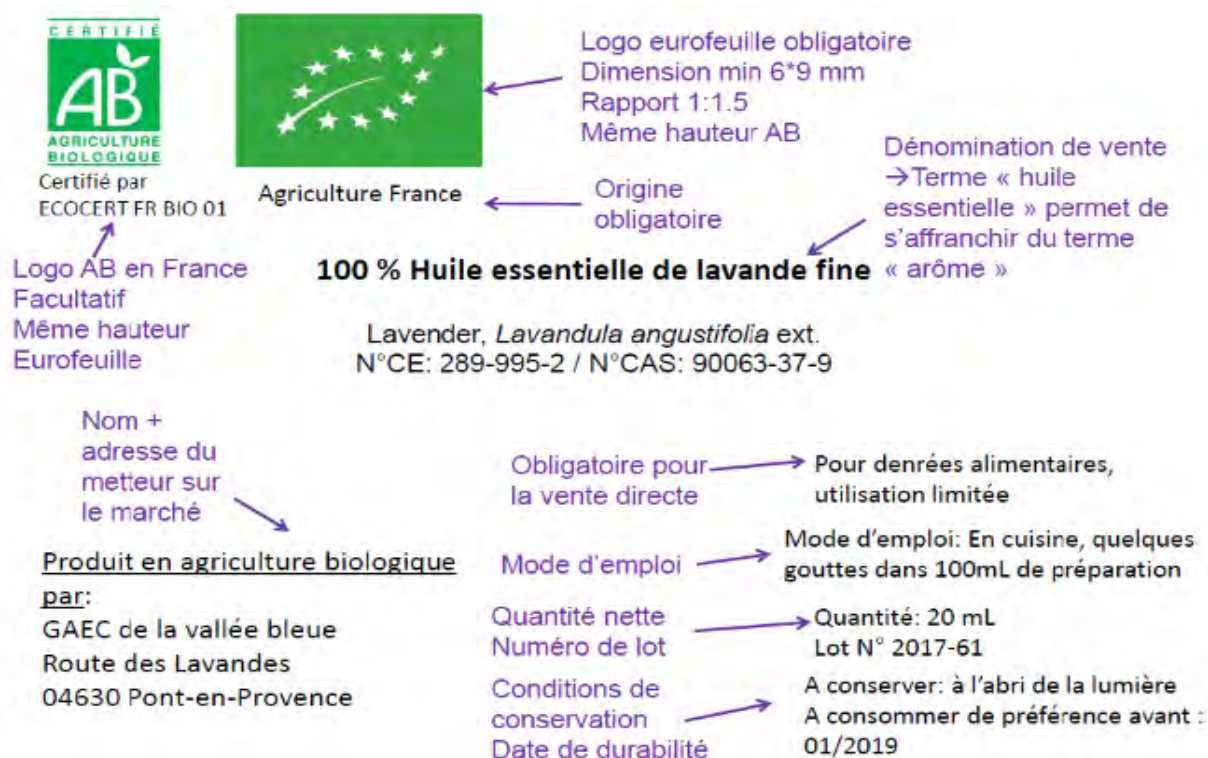 CERTIFIÉ
AB
AGRICULTURE
BIOLOGIQUE
Certifié par
ECOCERT FR BIO 01
Agriculture France
Logo eurofeuille obligatoire
Dimension min 6*9 mm
Rapport 1:1.5
Même hauteur AB
Origine
obligatoire
Dénomination de vente
→Terme « huile
essentielle » permet de
s'affranchir du terme
« arôme »
Logo AB en France
Facultatif
Même hauteur
Eurofeuille
100 % Huile essentielle de lavande fine
Lavender, Lavandula angustifolia ext.
N°CE: 289-995-2 / N°CAS: 90063-37-9
Nom +
adresse du
metteur sur
le marché
Produit en agriculture biologique
par:
GAEC de la vallée bleue
Route des Lavandes
04630 Pont-en-Provence
Obligatoire pour
la vente directe
Pour denrées alimentaires,
utilisation limitée
Mode d'emploi
Mode d'emploi: En cuisine, quelques
gouttes dans 100mL de préparation
Quantité nette
Numéro de lot
Quantité: 20 mL
Lot N° 2017-61
Conditions de
conservation
Date de durabilité
A conserver: à l'abri de la lumière
A consommer de préférence avant :
01/2019